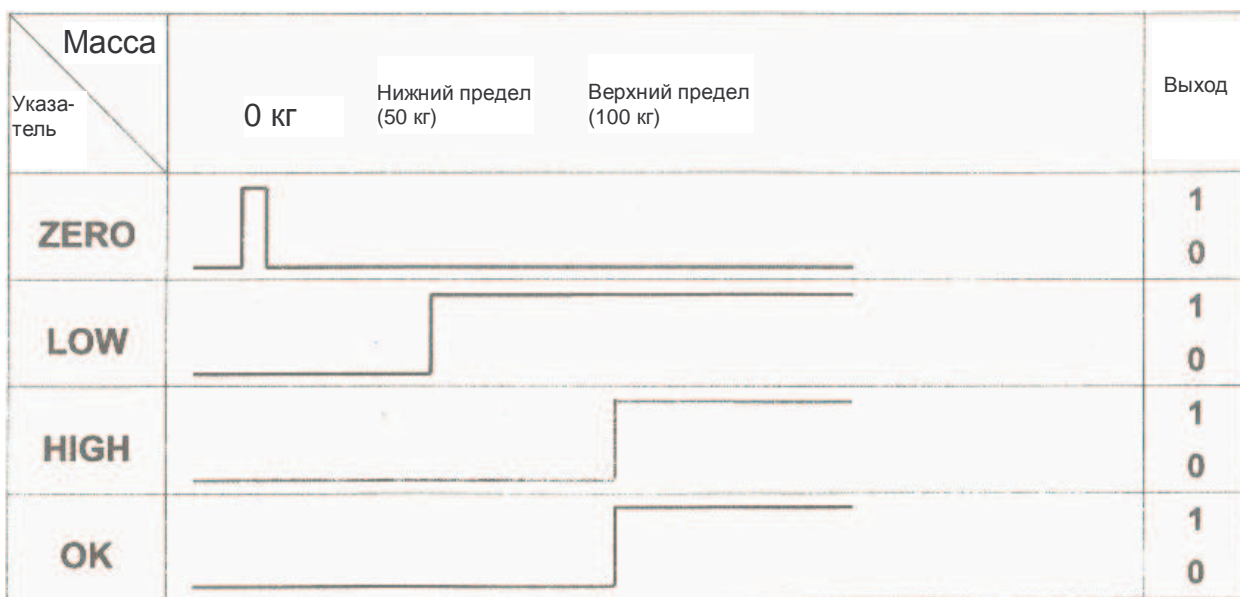 Масса
Указа-
тель
0 кг
Нижний предел
(50 кг)
Верхний предел
(100 кг)
Выход
ZERO
1
0
LOW
1
0
HIGH
1
0
OK
1
0